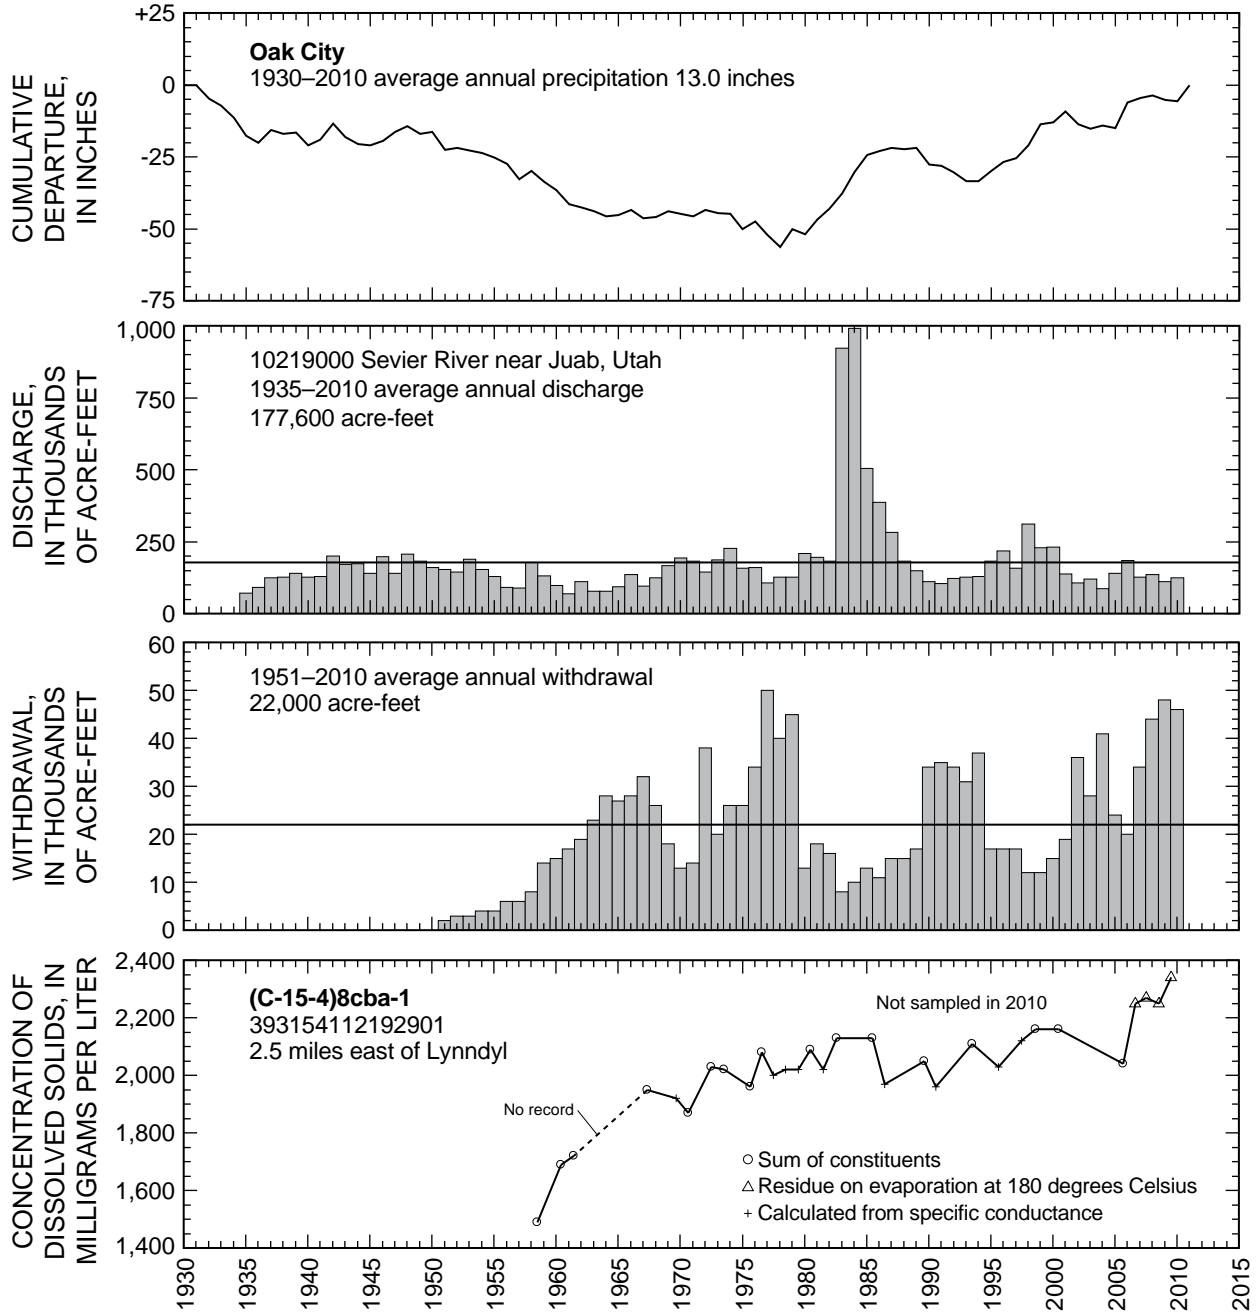 CUMULATIVE
DEPARTURE,
IN INCHES
+25
0
-25
-50
-75
Oak City
1930–2010 average annual precipitation 13.0 inches
DISCHARGE,
IN THOUSANDS
OF ACRE-FEET
1,000
750
500
250
0
10219000 Sevier River near Juab, Utah
1935–2010 average annual discharge
177,600 acre-feet
WITHDRAWAL,
IN THOUSANDS
OF ACRE-FEET
60
50
40
30
20
10
0
1951–2010 average annual withdrawal
22,000 acre-feet
CONCENTRATION OF
DISSOLVED SOLIDS, IN
MILLIGRAMS PER LITER
2,400
2,200
2,000
1,800
1,600
1,400
(C-15-4)8cba-1
393154112192901
2.5 miles east of Lynndyl
Not sampled in 2010
No record
Sum of constituents
Residue on evaporation at 180 degrees Celsius
Calculated from specific conductance
1930
1935
1940
1945
1950
1955
1960
1965
1970
1975
1980
1985
1990
1995
2000
2005
2010
2015